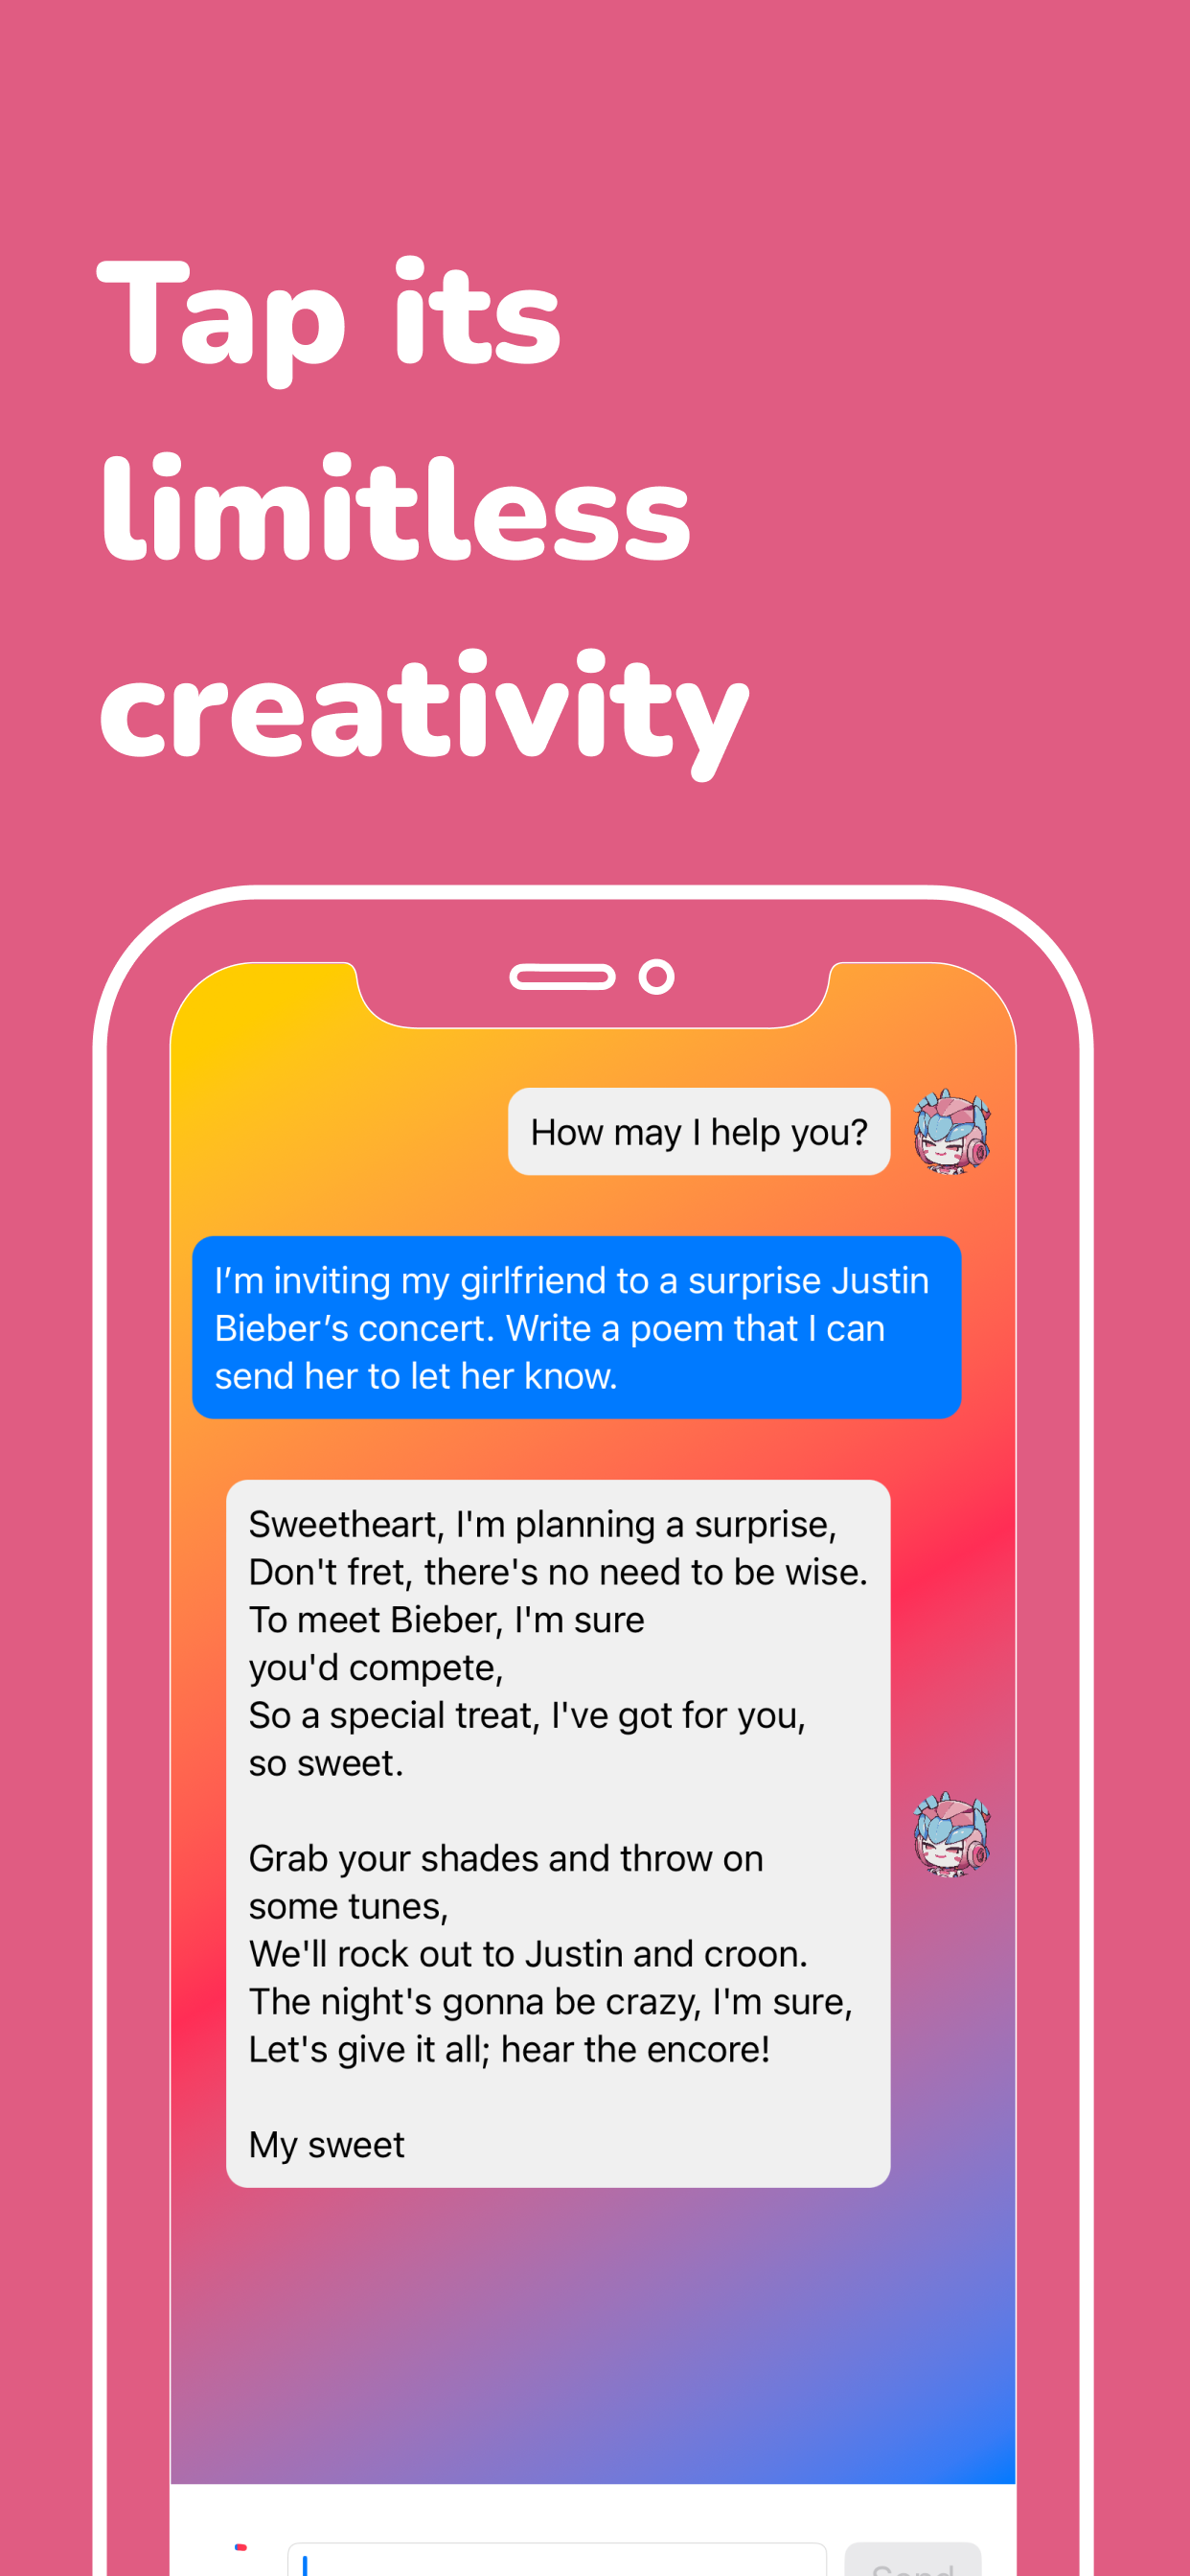 Tap its
limitless
creativity
How may I help you?
I’m inviting my girlfriend to a surprise Justin
Bieber’s concert. Write a poem that I can
send her to let her know.
Sweetheart, I'm planning a surprise,
Don't fret, there's no need to be wise.
To meet Bieber, I'm sure
you'd compete,
So a special treat, I've got for you,
so sweet.
Grab your shades and throw on
some tunes,
We'll rock out to Justin and croon.
The night's gonna be crazy, I'm sure,
Let's give it all; hear the encore!
My sweet
Send